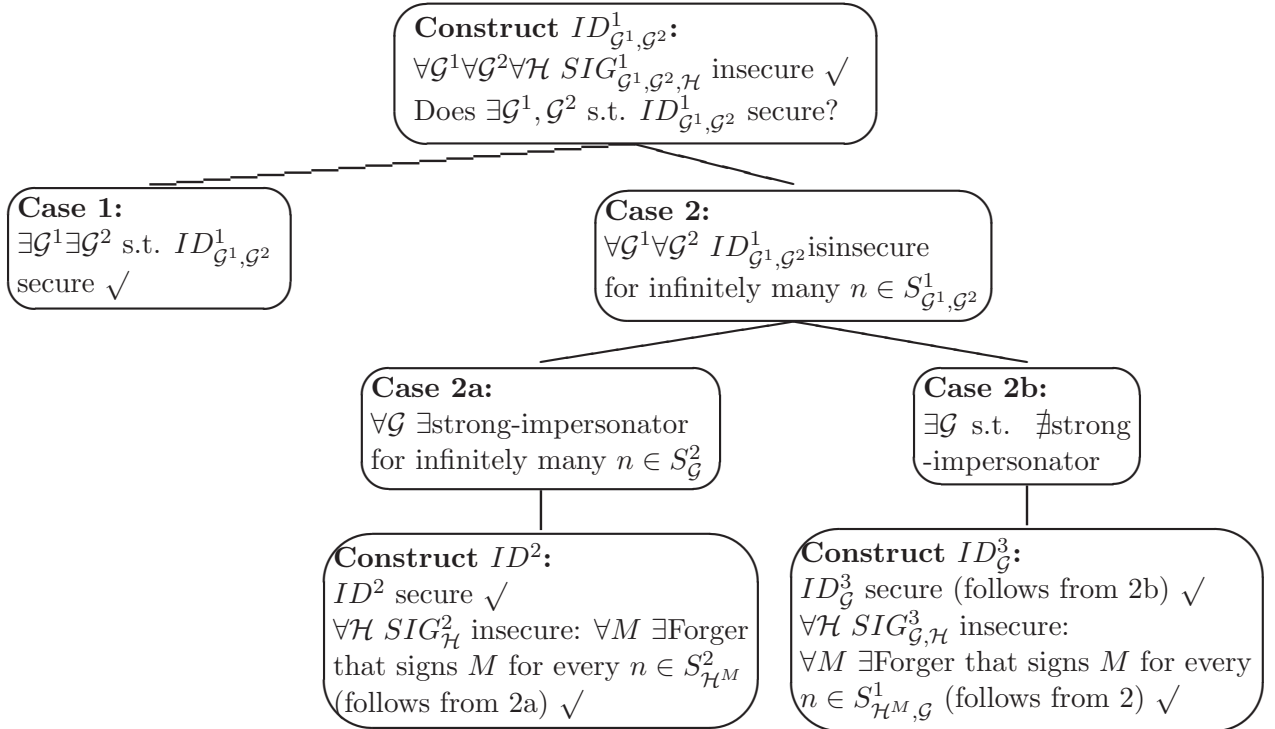 Construct $ID^1_{\mathcal{G}^1,\mathcal{G}^2}$:
$\forall\mathcal{G}^1\forall\mathcal{G}^2\forall\mathcal{H}\ SIG^1_{\mathcal{G}^1,\mathcal{G}^2,\mathcal{H}}$ insecure √
Does $\exists\mathcal{G}^1,\mathcal{G}^2$ s.t. $ID^1_{\mathcal{G}^1,\mathcal{G}^2}$ secure?
Case 1:
$\exists\mathcal{G}^1\exists\mathcal{G}^2$ s.t. $ID^1_{\mathcal{G}^1,\mathcal{G}^2}$
secure √
Case 2:
$\forall\mathcal{G}^1\forall\mathcal{G}^2\ ID^1_{\mathcal{G}^1,\mathcal{G}^2}$isinsecure
for infinitely many $n \in S^1_{\mathcal{G}^1,\mathcal{G}^2}$
Case 2a:
$\forall\mathcal{G}\ \exists$strong-impersonator
for infinitely many $n \in S^2_{\mathcal{G}}$
Case 2b:
$\exists\mathcal{G}$ s.t. $\nexists$strong
-impersonator
Construct $ID^2$:
$ID^2$ secure √
$\forall\mathcal{H}\ SIG^2_{\mathcal{H}}$ insecure: $\forall M\ \exists$Forger
that signs $M$ for every $n \in S^2_{\mathcal{H}^M}$
(follows from 2a) √
Construct $ID^3_{\mathcal{G}}$:
$ID^3_{\mathcal{G}}$ secure (follows from 2b) √
$\forall\mathcal{H}\ SIG^3_{\mathcal{G},\mathcal{H}}$ insecure:
$\forall M\ \exists$Forger that signs $M$ for every
$n \in S^1_{\mathcal{H}^M,\mathcal{G}}$ (follows from 2) √